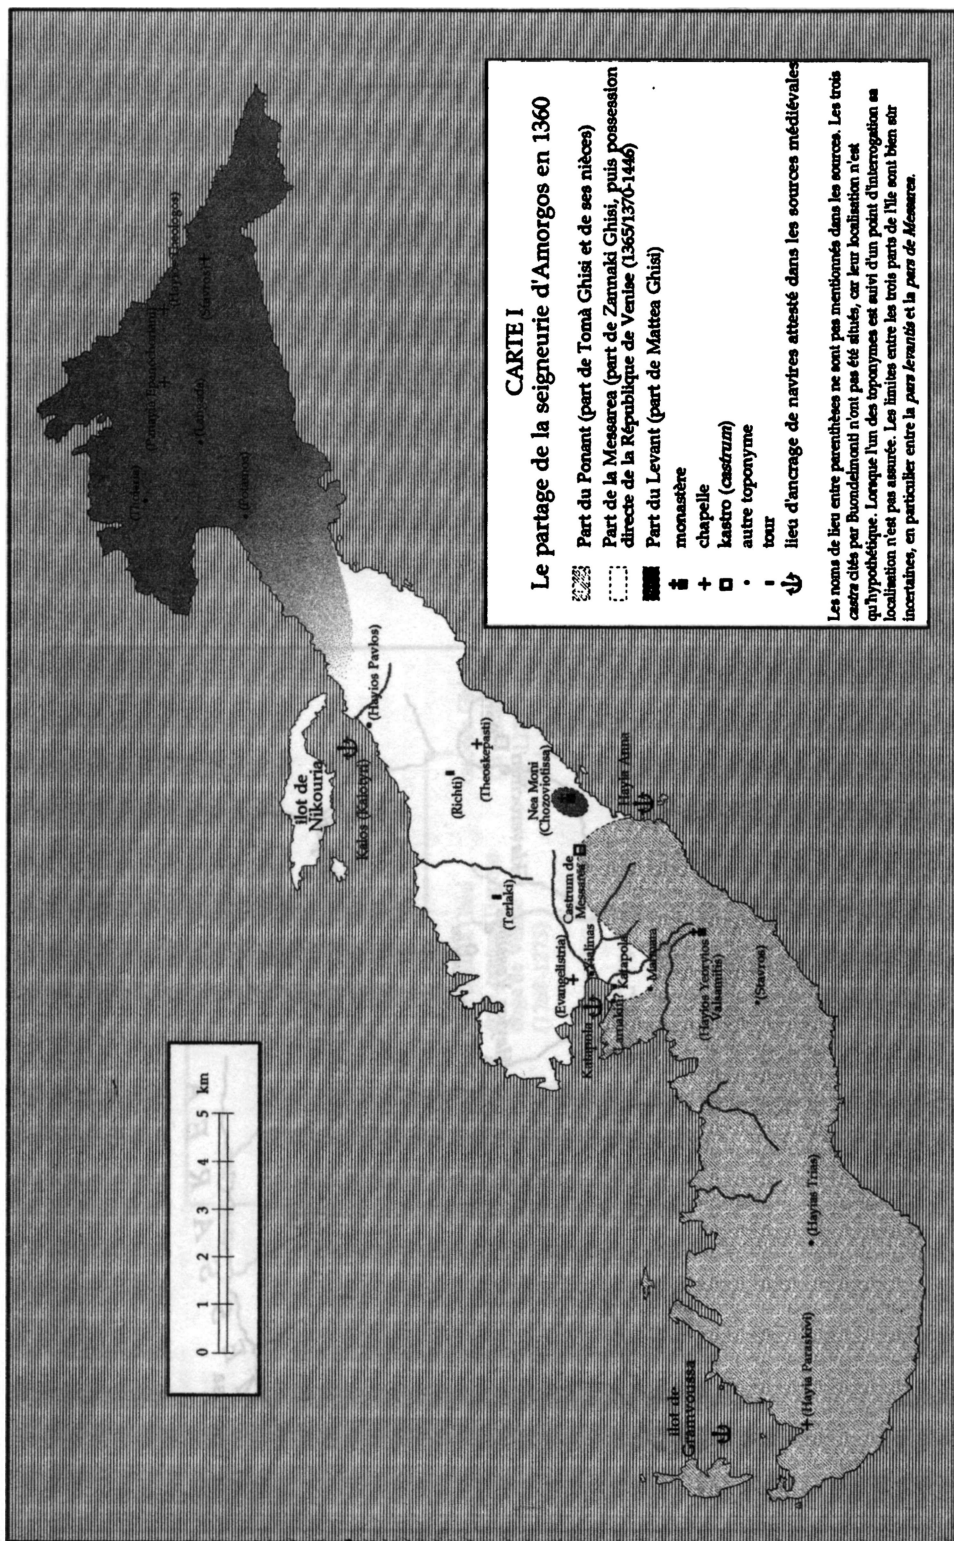 CARTE I
Le partage de la seigneurie d'Amorgos en 1360
Part du Ponant (part de Tomà Ghisi et de ses nièces)
Part de la Messarea (part de Zannaki Ghisi, puis possession
directe de la République de Venise (1365/1370-1446)
Part du Levant (part de Mattea Ghisi)
monastère
chapelle
kastro (castrum)
autre toponyme
tour
lieu d'ancrage de navires attesté dans les sources médiévales
Les noms de lieu entre parenthèses ne sont pas mentionnés dans les sources. Les trois
castra cités par Buondelmonti n'ont pas été situés, car leur localisation n'est
qu'hypothétique. Lorsque l'un des toponymes est suivi d'un point d'interrogation sa
localisation n'est pas assurée. Les limites entre les trois parts de l'île sont bien sûr
incertaines, en particulier entre la pars levantis et la pars de Messarea.
0 1 2 3 4 5 km
îlot de
Gramvoussa
(Hayia Paraskivi)
(Hayias Trias)
(Stavros)
(Hayios Yeoryios
Valsamitis)
Marmana
Katapola
Katapola
(Evangelistria)
Castrum de
Messarea
(Terlaki)
Hayia Anna
Nea Moni
(Chozoviotissa)
(Theoskepasti)
(Richti)
îlot de
Nikouria
Kalos (Kalotyri)
(Hayios Pavlos)
(Stavros)